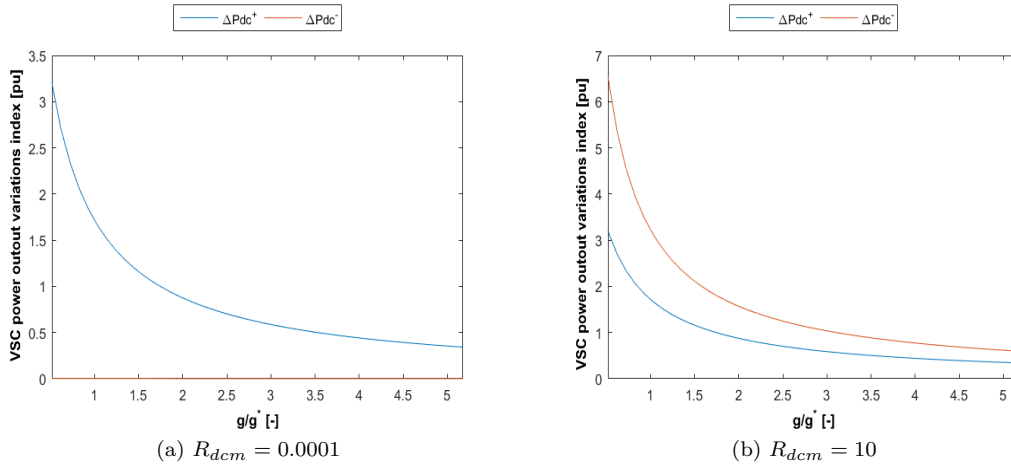 ΔPdc⁺ ΔPdc⁻
VSC power outout variations index [pu]
3.5
3
2.5
2
1.5
1
0.5
0
1 1.5 2 2.5 3 3.5 4 4.5 5
g/g* [-]
(a) R_dcm = 0.0001
ΔPdc⁺ ΔPdc⁻
VSC power outout variations index [pu]
7
6
5
4
3
2
1
0
1 1.5 2 2.5 3 3.5 4 4.5 5
g/g* [-]
(b) R_dcm = 10